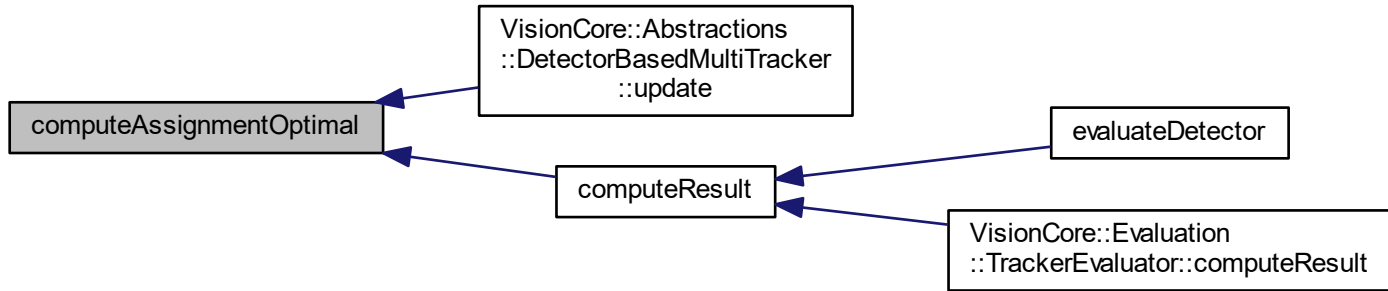 computeAssignmentOptimal
VisionCore::Abstractions
::DetectorBasedMultiTracker
::update
computeResult
evaluateDetector
VisionCore::Evaluation
::TrackerEvaluator::computeResult